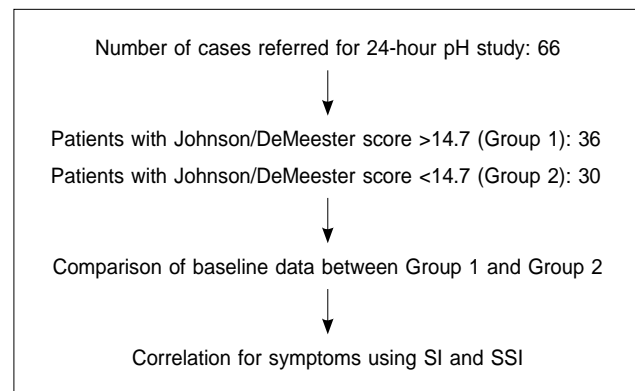 Number of cases referred for 24-hour pH study: 66
Patients with Johnson/DeMeester score >14.7 (Group 1): 36
Patients with Johnson/DeMeester score <14.7 (Group 2): 30
Comparison of baseline data between Group 1 and Group 2
Correlation for symptoms using SI and SSI